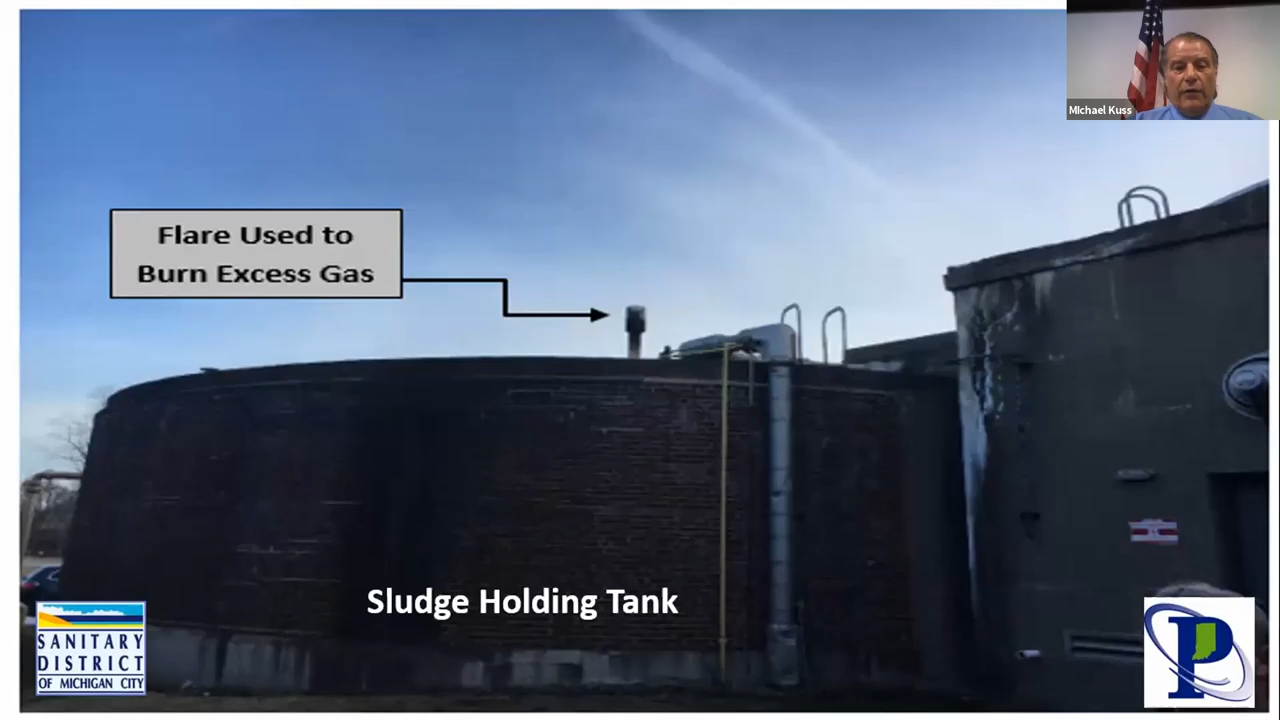 MIchael Kuss
Flare Used to
Burn Excess Gas
Sludge Holding Tank
SANITARY
DISTRICT
OF MICHIGAN CITY
P